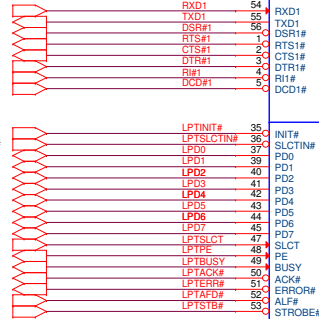 RXD1 54 RXD1
TXD1 55 TXD1
DSR#1 56 DSR1#
RTS#1 1 RTS1#
CTS#1 2 CTS1#
DTR#1 3 DTR1#
RI#1 4 RI1#
DCD#1 5 DCD1#
LPTINIT# 35 INIT#
LPTSLCTIN# 36 SLCTIN#
LPD0 37 PD0
LPD1 39 PD1
LPD2 40 PD2
LPD3 41 PD3
LPD4 42 PD4
LPD5 43 PD5
LPD6 44 PD6
LPD7 45 PD7
LPTSLCT 47 SLCT
LPTPE 48 PE
LPTBUSY 49 BUSY
LPTACK# 50 ACK#
LPTERR# 51 ERROR#
LPTAFD# 52 ALF#
LPTSTB# 53 STROBE#